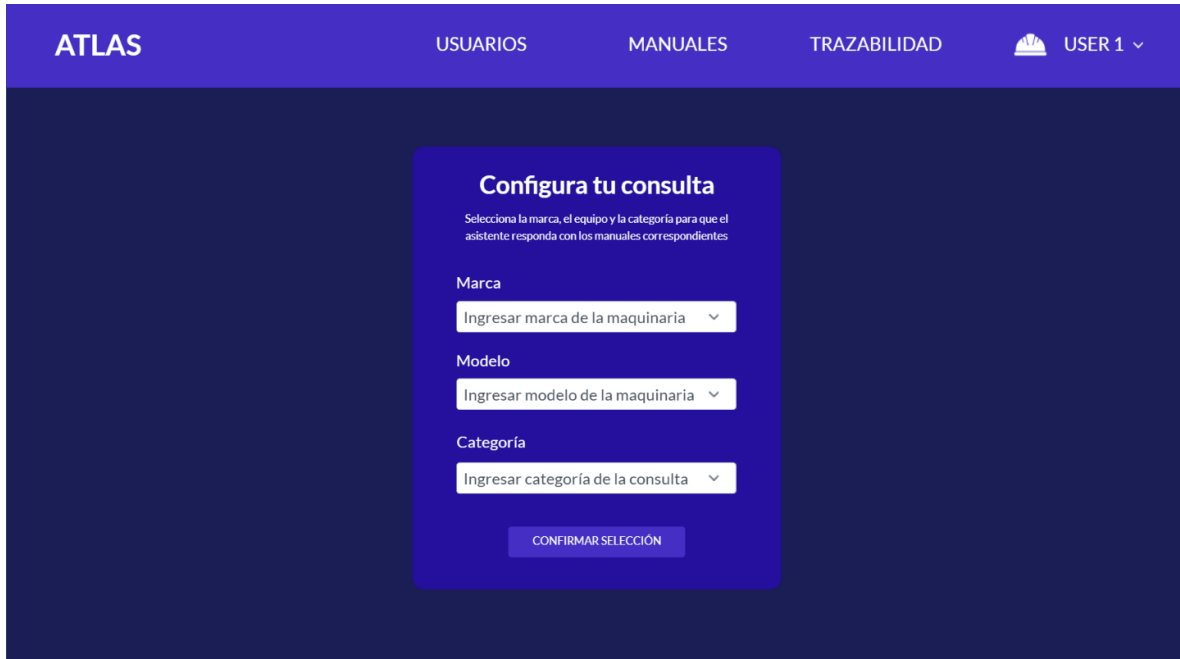 ATLAS
USUARIOS
MANUALES
TRAZABILIDAD
USER 1
Configura tu consulta
Selecciona la marca, el equipo y la categoría para que el
asistente responda con los manuales correspondientes
Marca
Ingresar marca de la maquinaria
Modelo
Ingresar modelo de la maquinaria
Categoría
Ingresar categoría de la consulta
CONFIRMAR SELECCIÓN